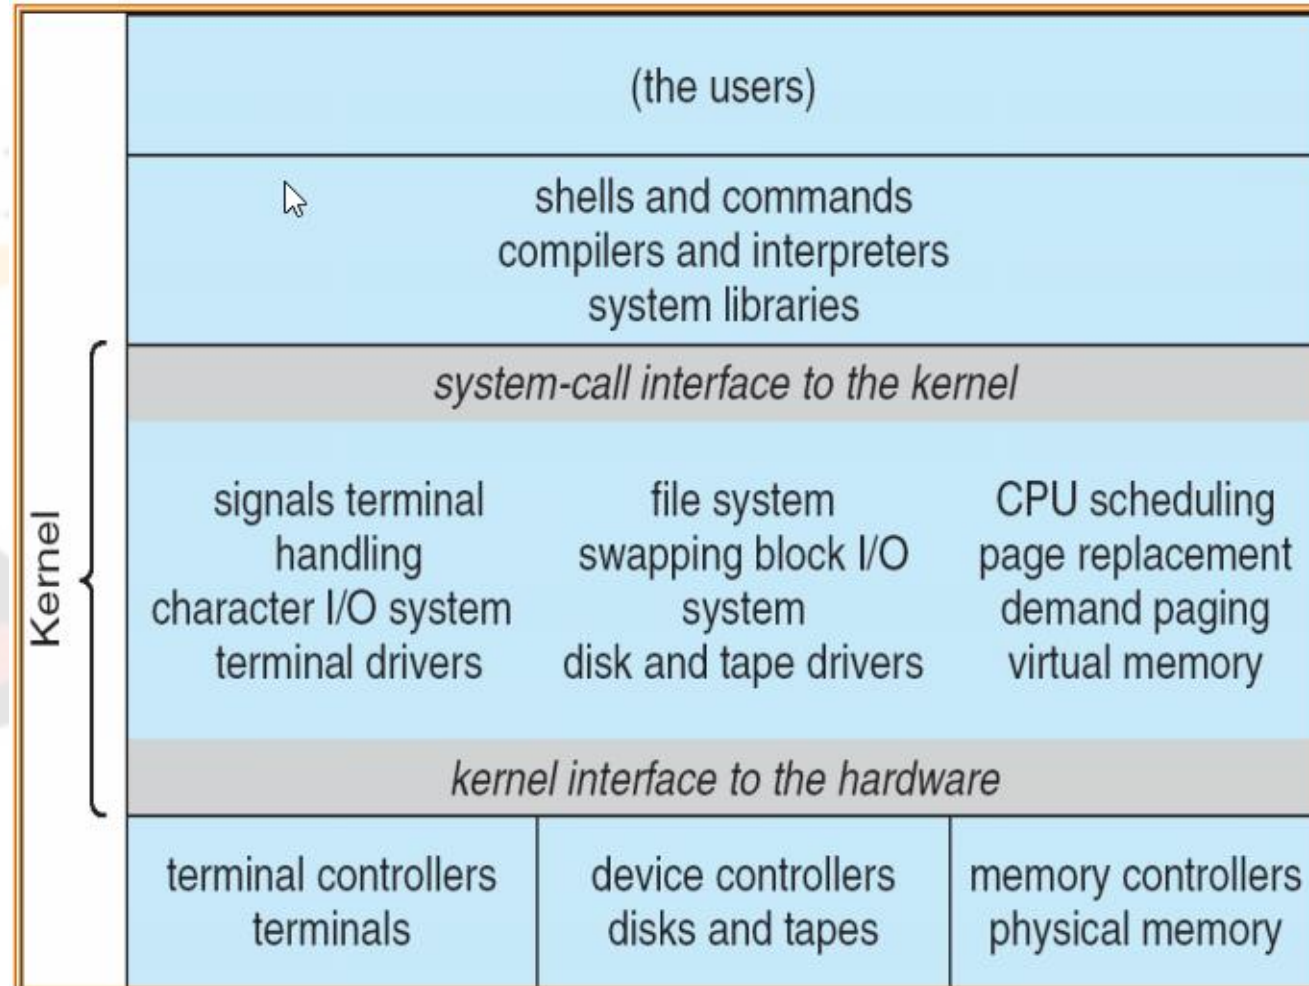 (the users)
shells and commands
compilers and interpreters
system libraries
Kernel
system-call interface to the kernel
signals terminal
handling
character I/O system
terminal drivers
file system
swapping block I/O
system
disk and tape drivers
CPU scheduling
page replacement
demand paging
virtual memory
kernel interface to the hardware
terminal controllers
terminals
device controllers
disks and tapes
memory controllers
physical memory